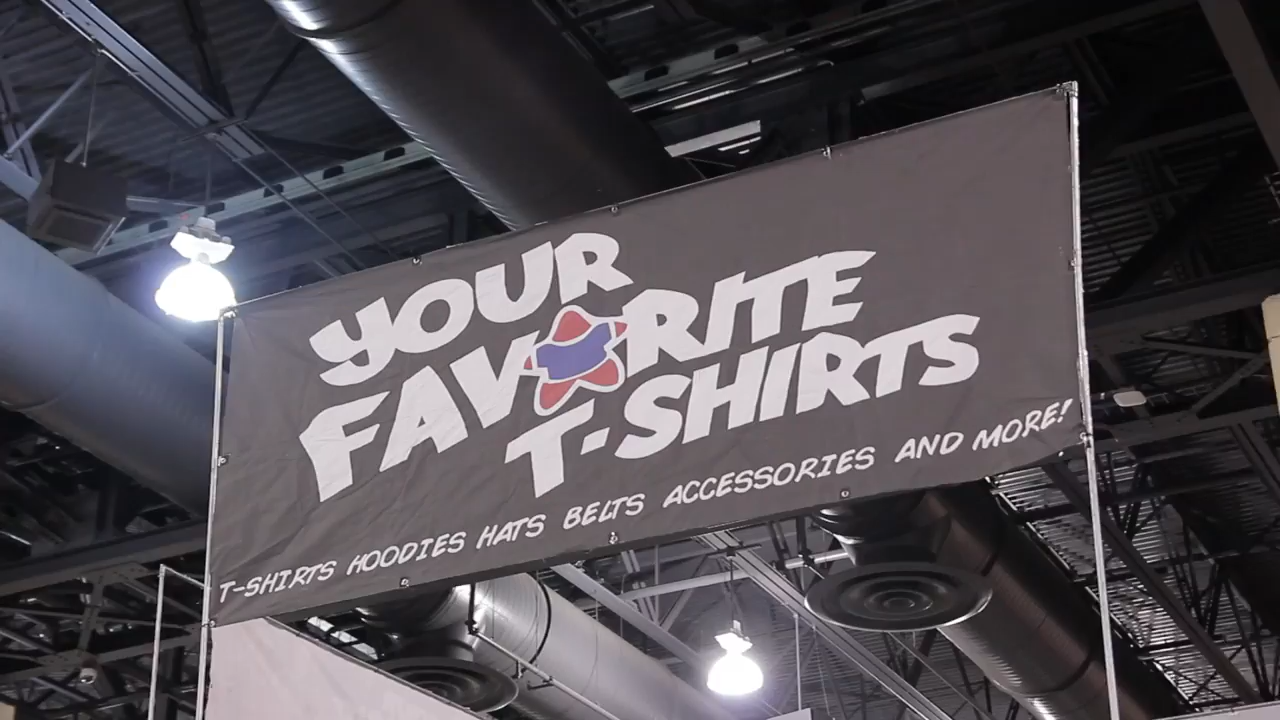 YOUR
FAVORITE
T-SHIRTS
T-SHIRTS HOODIES HATS BELTS ACCESSORIES AND MORE!